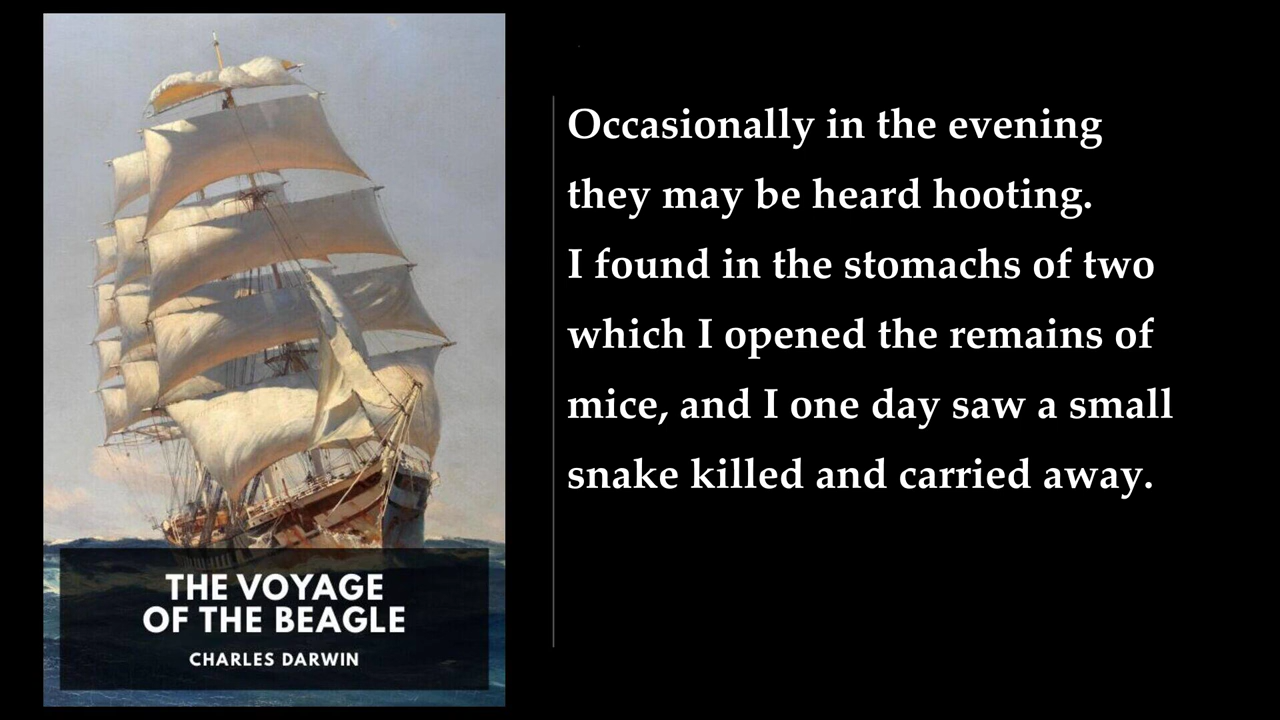 THE VOYAGE
OF THE BEAGLE
CHARLES DARWIN
Occasionally in the evening
they may be heard hooting.
I found in the stomachs of two
which I opened the remains of
mice, and I one day saw a small
snake killed and carried away.